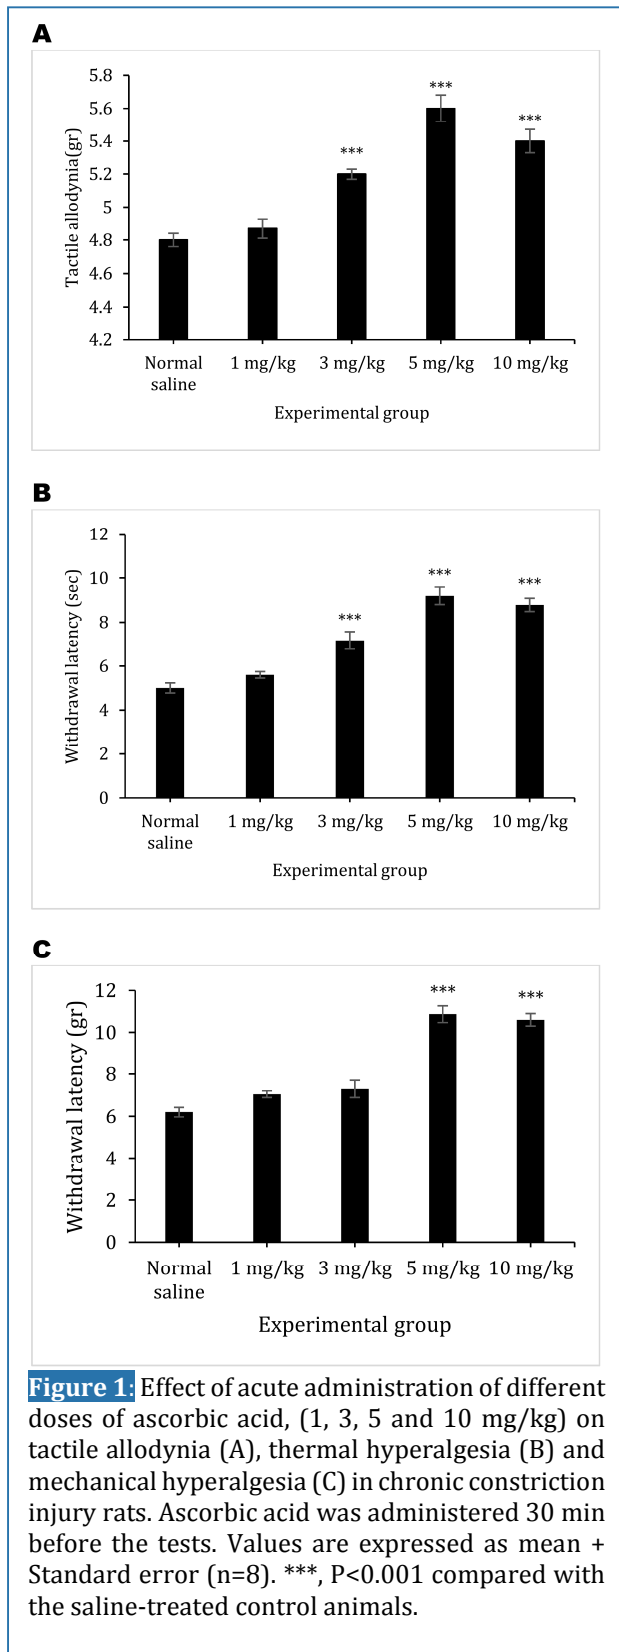 A
5.8
5.6
5.4
5.2
5
4.8
4.6
4.4
4.2
Tactile allodynia(gr)
***
***
***
Normal saline
1 mg/kg
3 mg/kg
5 mg/kg
10 mg/kg
Experimental group
B
12
10
8
6
4
2
0
Withdrawal latency (sec)
***
***
***
Normal saline
1 mg/kg
3 mg/kg
5 mg/kg
10 mg/kg
Experimental group
C
12
10
8
6
4
2
0
Withdrawal latency (gr)
***
***
Normal saline
1 mg/kg
3 mg/kg
5 mg/kg
10 mg/kg
Experimental group
Figure 1: Effect of acute administration of different
doses of ascorbic acid, (1, 3, 5 and 10 mg/kg) on
tactile allodynia (A), thermal hyperalgesia (B) and
mechanical hyperalgesia (C) in chronic constriction
injury rats. Ascorbic acid was administered 30 min
before the tests. Values are expressed as mean +
Standard error (n=8). ***, P<0.001 compared with
the saline-treated control animals.